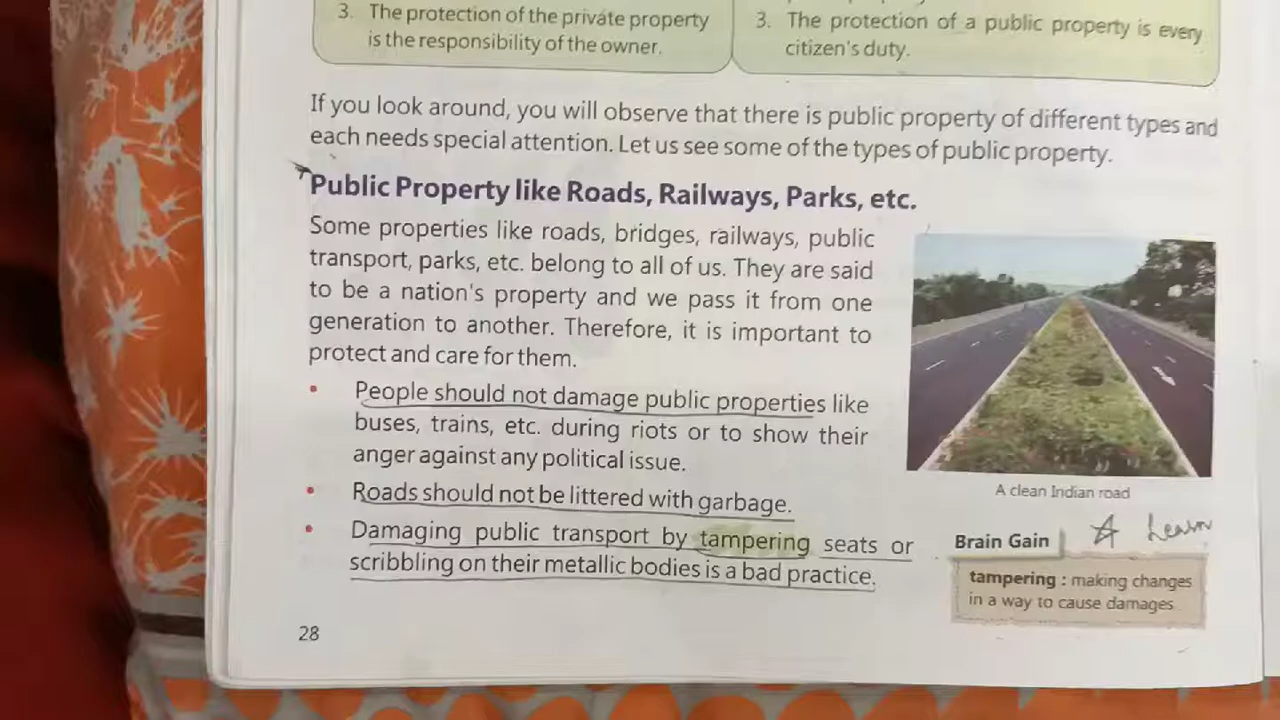 3. The protection of the private property
is the responsibility of the owner.
3. The protection of a public property is every
citizen's duty.
If you look around, you will observe that there is public property of different types and
each needs special attention. Let us see some of the types of public property.
Public Property like Roads, Railways, Parks, etc.
Some properties like roads, bridges, railways, public
transport, parks, etc. belong to all of us. They are said
to be a nation's property and we pass it from one
generation to another. Therefore, it is important to
protect and care for them.
• People should not damage public properties like
buses, trains, etc. during riots or to show their
anger against any political issue.
• Roads should not be littered with garbage.
• Damaging public transport by tampering seats or
scribbling on their metallic bodies is a bad practice.
A clean Indian road
Learn
Brain Gain
tampering : making changes
in a way to cause damages
28